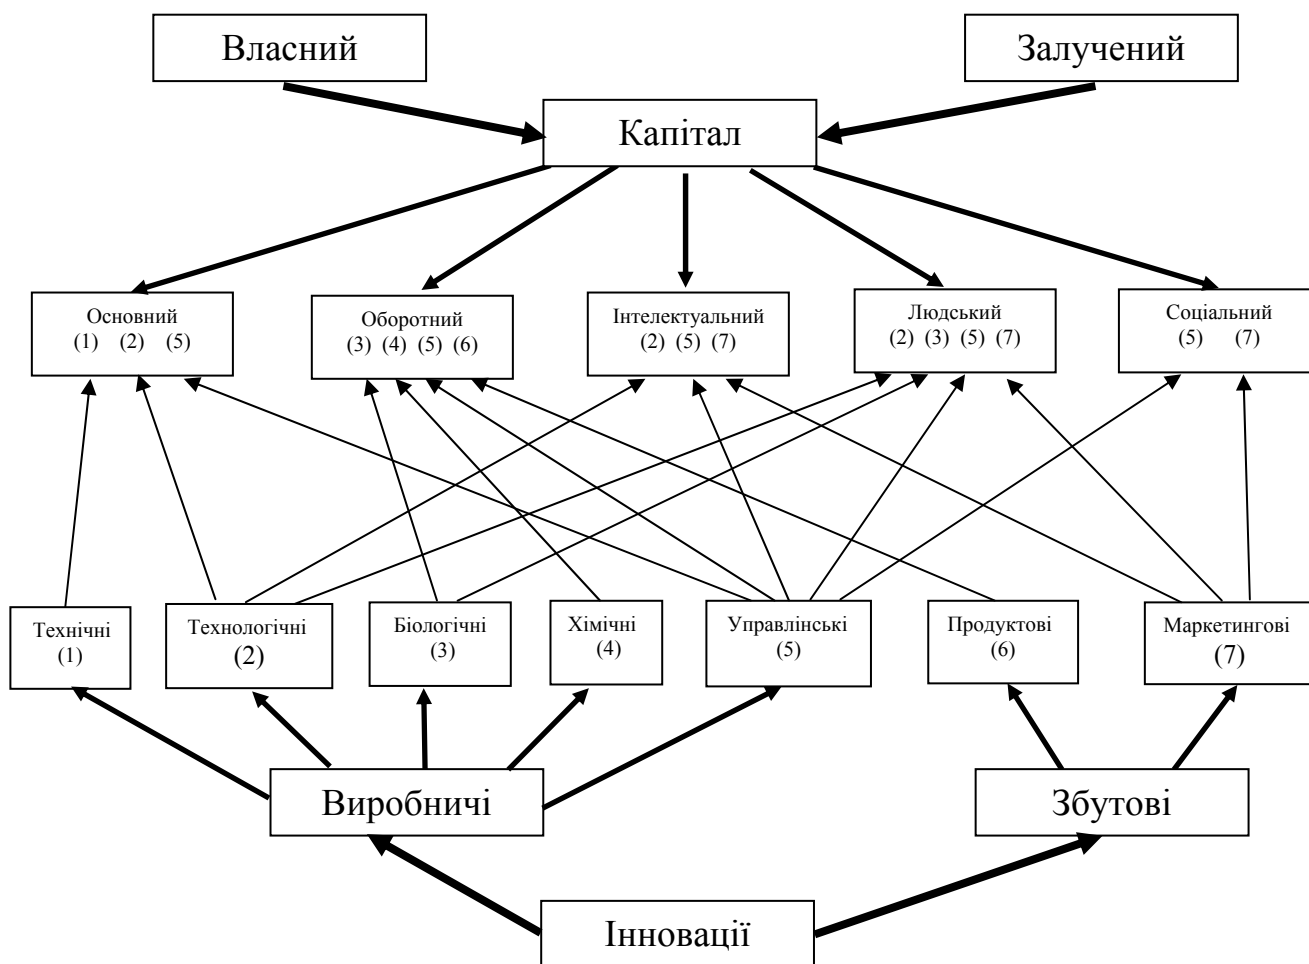 Власний
Залучений
Капітал
Основний
(1) (2) (5)
Оборотний
(3) (4) (5) (6)
Інтелектуальний
(2) (5) (7)
Людський
(2) (3) (5) (7)
Соціальний
(5) (7)
Технічні
(1)
Технологічні
(2)
Біологічні
(3)
Хімічні
(4)
Управлінські
(5)
Продуктові
(6)
Маркетингові
(7)
Виробничі
Збутові
Інновації